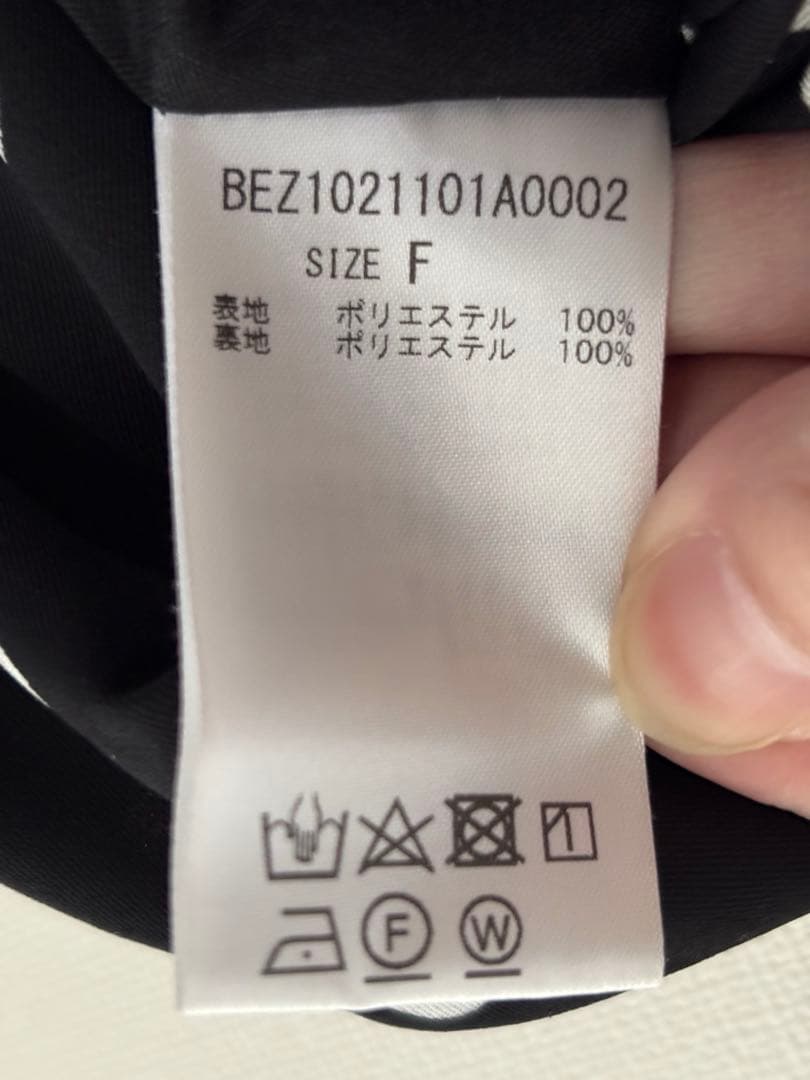 BEZ1021101A0002
SIZE F
表地 ポリエステル 100%
裏地 ポリエステル 100%
F W